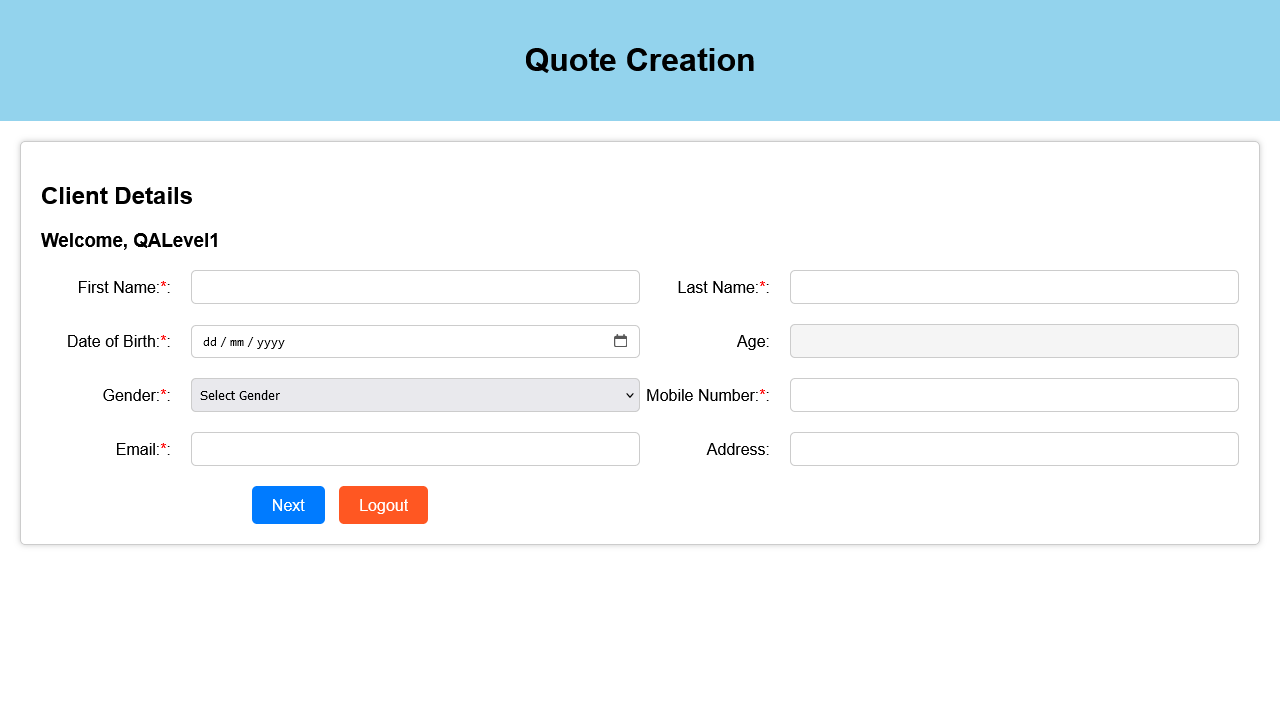 Quote Creation
Client Details
Welcome, QALevel1
First Name:*:
Last Name:*:
Date of Birth:*: dd / mm / yyyy
Age:
Gender:*: Select Gender
Mobile Number:*:
Email:*:
Address:
Next Logout